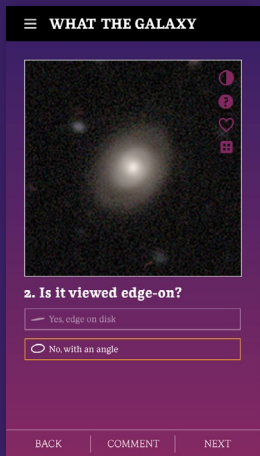 WHAT THE GALAXY
2. Is it viewed edge-on?
Yes, edge on disk
No, with an angle
BACK
COMMENT
NEXT